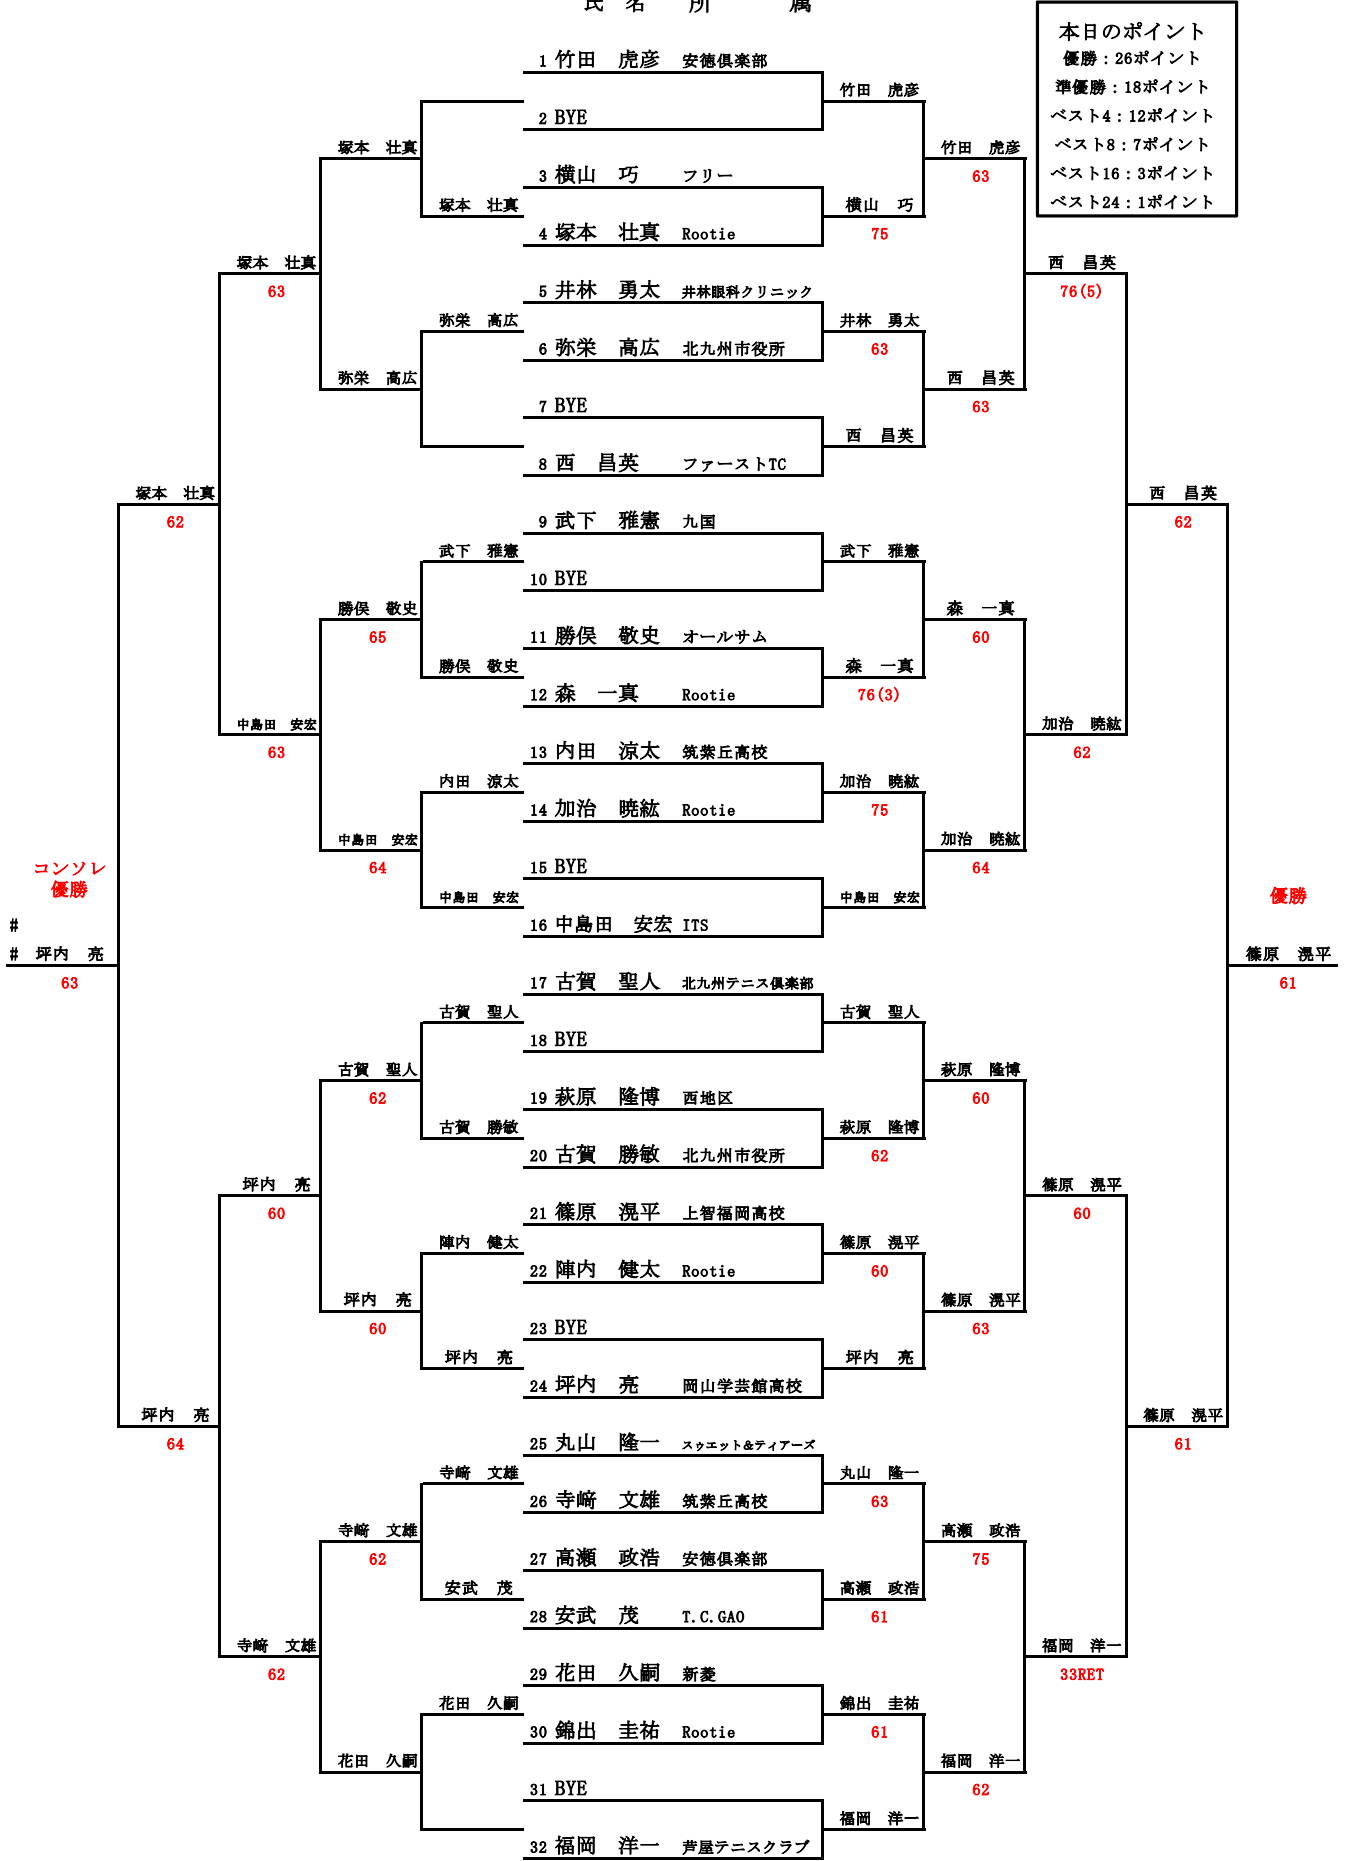 氏 名 所 属
本日のポイント
優勝：26ポイント
準優勝：18ポイント
ベスト4：12ポイント
ベスト8：7ポイント
ベスト16：3ポイント
ベスト24：1ポイント
1 竹田 虎彦 安徳倶楽部
竹田 虎彦
2 BYE
塚本 壮真
竹田 虎彦
63
3 横山 巧 フリー
塚本 壮真
横山 巧
75
4 塚本 壮真 Rootie
塚本 壮真
63
西 昌英
76(5)
5 井林 勇太 井林眼科クリニック
弥栄 高広
井林 勇太
63
6 弥栄 高広 北九州市役所
弥栄 高広
西 昌英
63
7 BYE
西 昌英
8 西 昌英 ファーストTC
塚本 壮真
62
西 昌英
62
9 武下 雅憲 九国
武下 雅憲
武下 雅憲
10 BYE
勝俣 敬史
65
森 一真
60
11 勝俣 敬史 オールサム
勝俣 敬史
森 一真
76(3)
12 森 一真 Rootie
中島田 安宏
63
加治 暁紘
62
13 内田 涼太 筑紫丘高校
内田 涼太
加治 暁紘
75
14 加治 暁紘 Rootie
中島田 安宏
64
加治 暁紘
64
15 BYE
中島田 安宏
中島田 安宏
16 中島田 安宏 ITS
コンソレ
優勝
#
# 坪内 亮
63
優勝
篠原 滉平
61
17 古賀 聖人 北九州テニス倶楽部
古賀 聖人
古賀 聖人
18 BYE
古賀 聖人
62
萩原 隆博
60
19 萩原 隆博 西地区
古賀 勝敏
萩原 隆博
62
20 古賀 勝敏 北九州市役所
坪内 亮
60
篠原 滉平
60
21 篠原 滉平 上智福岡高校
陣内 健太
篠原 滉平
60
22 陣内 健太 Rootie
坪内 亮
60
篠原 滉平
63
23 BYE
坪内 亮
坪内 亮
24 坪内 亮 岡山学芸館高校
坪内 亮
64
篠原 滉平
61
25 丸山 隆一 スゥエット&ティアーズ
寺﨑 文雄
丸山 隆一
63
26 寺﨑 文雄 筑紫丘高校
寺﨑 文雄
62
高瀬 政浩
75
27 高瀬 政浩 安徳倶楽部
安武 茂
高瀬 政浩
61
28 安武 茂 T.C.GAO
寺﨑 文雄
62
福岡 洋一
33RET
29 花田 久嗣 新菱
花田 久嗣
錦出 圭祐
61
30 錦出 圭祐 Rootie
花田 久嗣
福岡 洋一
62
31 BYE
福岡 洋一
32 福岡 洋一 芦屋テニスクラブ